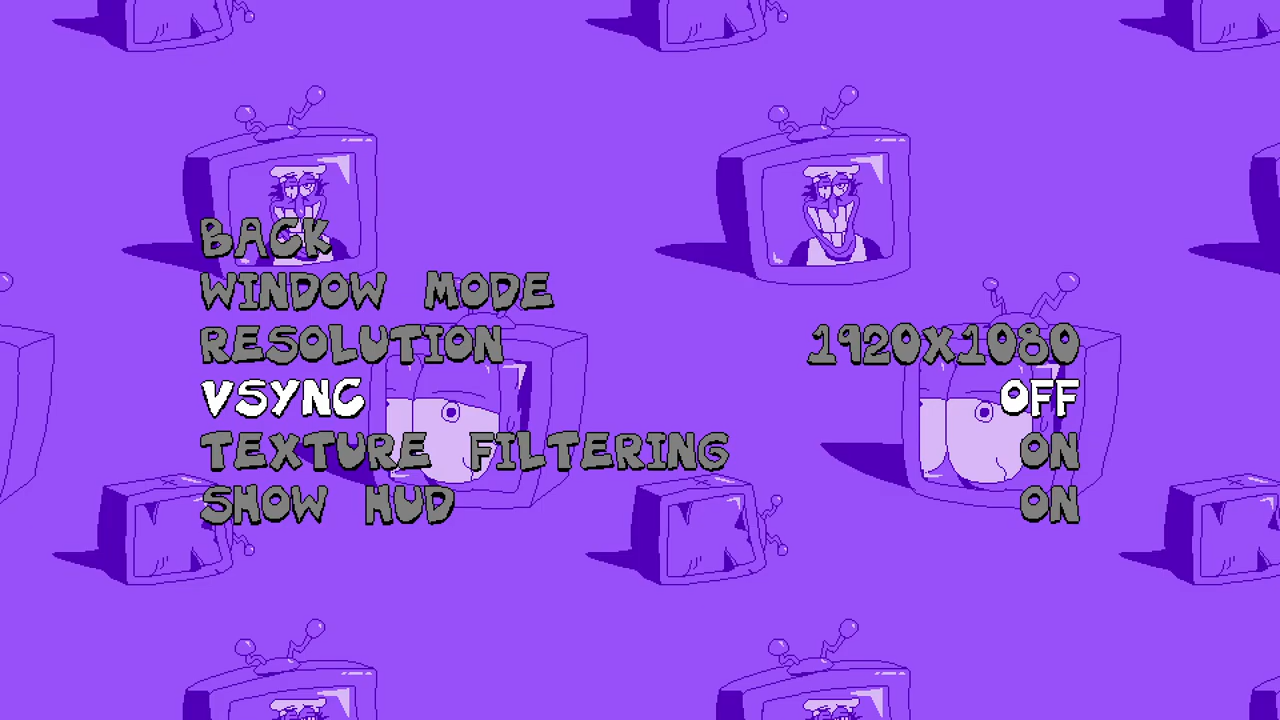 BACK
WINDOW MODE
RESOLUTION 1920X1080
VSYNC OFF
TEXTURE FILTERING ON
SHOW HUD ON